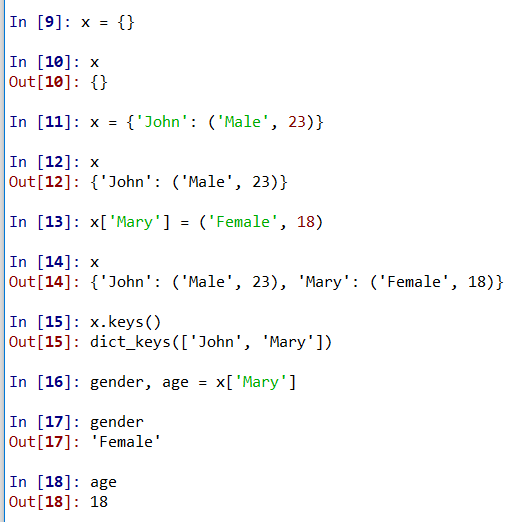 In [9]: x = {}
In [10]: x
Out[10]: {}
In [11]: x = {'John': ('Male', 23)}
In [12]: x
Out[12]: {'John': ('Male', 23)}
In [13]: x['Mary'] = ('Female', 18)
In [14]: x
Out[14]: {'John': ('Male', 23), 'Mary': ('Female', 18)}
In [15]: x.keys()
Out[15]: dict_keys(['John', 'Mary'])
In [16]: gender, age = x['Mary']
In [17]: gender
Out[17]: 'Female'
In [18]: age
Out[18]: 18